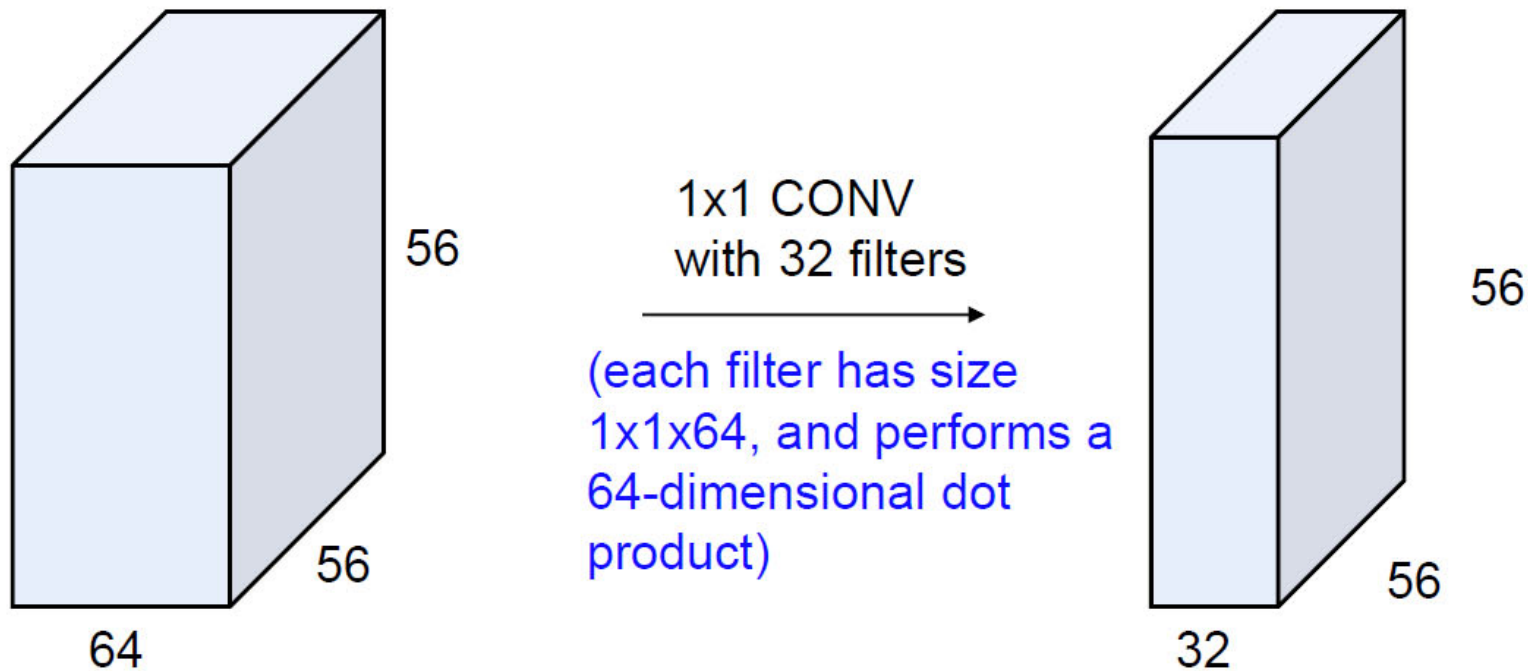 56
56
64
1x1 CONV
with 32 filters
(each filter has size
1x1x64, and performs a
64-dimensional dot
product)
56
56
32